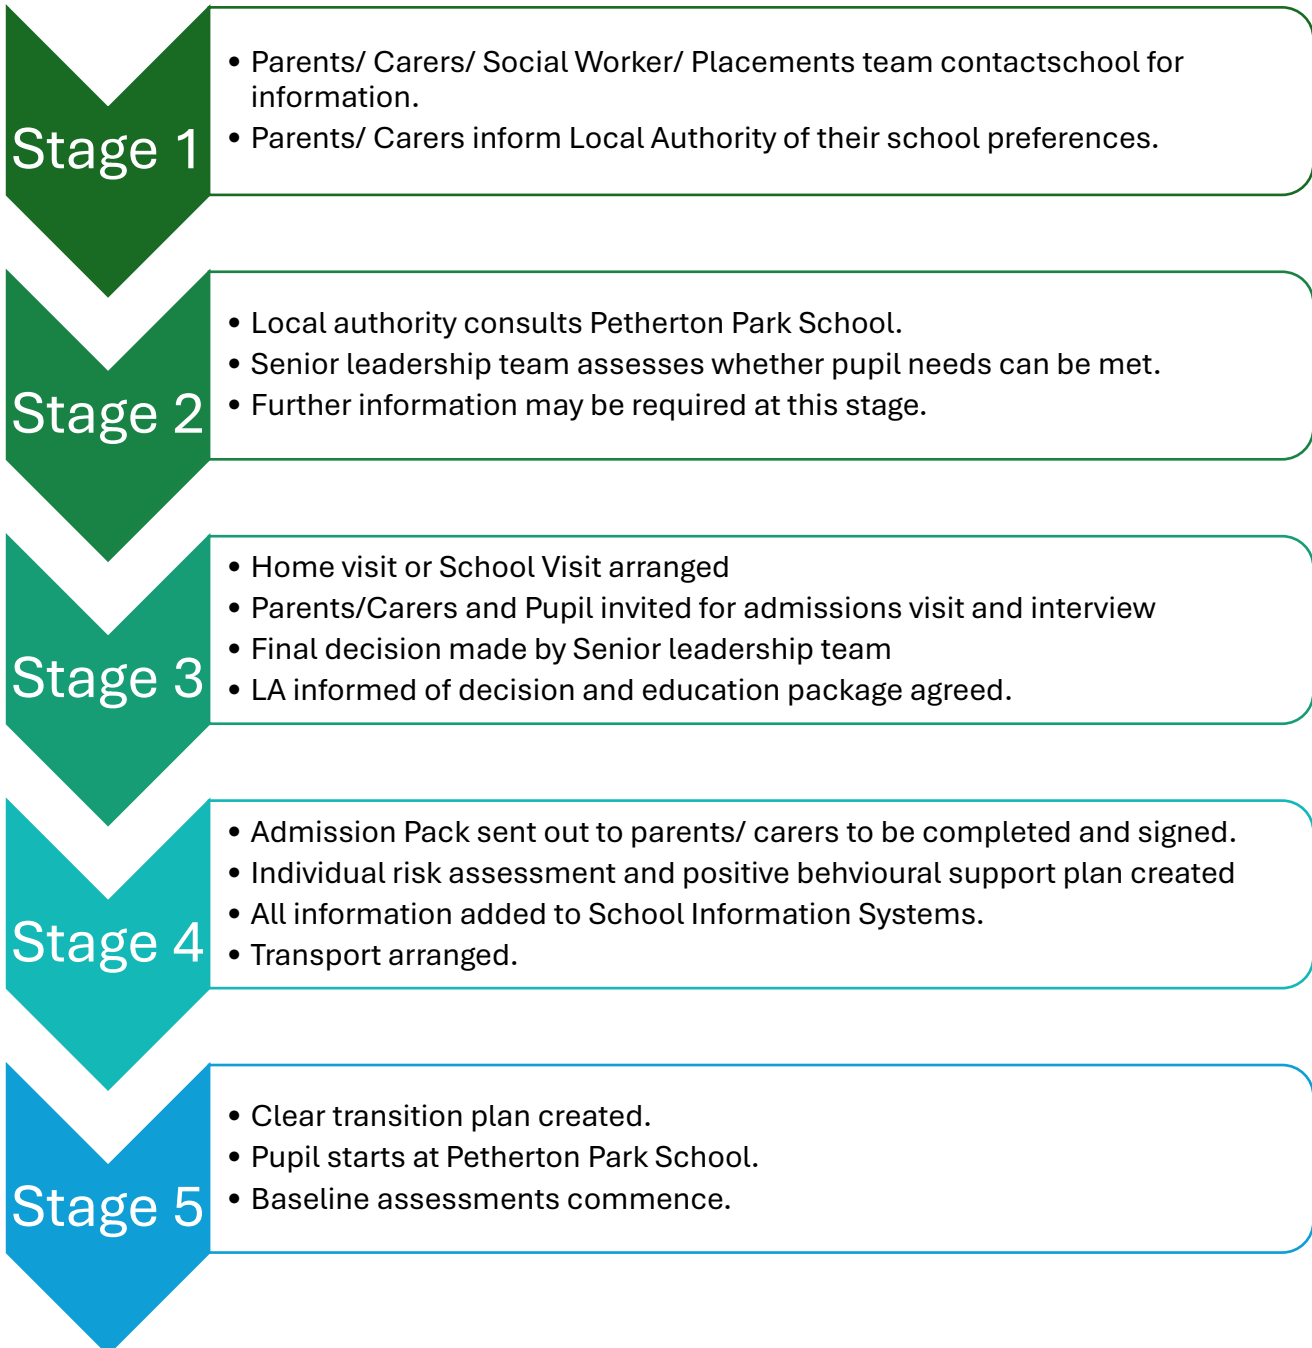 Stage 1
• Parents/ Carers/ Social Worker/ Placements team contactschool for
information.
• Parents/ Carers inform Local Authority of their school preferences.
Stage 2
• Local authority consults Petherton Park School.
• Senior leadership team assesses whether pupil needs can be met.
• Further information may be required at this stage.
Stage 3
• Home visit or School Visit arranged
• Parents/Carers and Pupil invited for admissions visit and interview
• Final decision made by Senior leadership team
• LA informed of decision and education package agreed.
Stage 4
• Admission Pack sent out to parents/ carers to be completed and signed.
• Individual risk assessment and positive behvioural support plan created
• All information added to School Information Systems.
• Transport arranged.
Stage 5
• Clear transition plan created.
• Pupil starts at Petherton Park School.
• Baseline assessments commence.